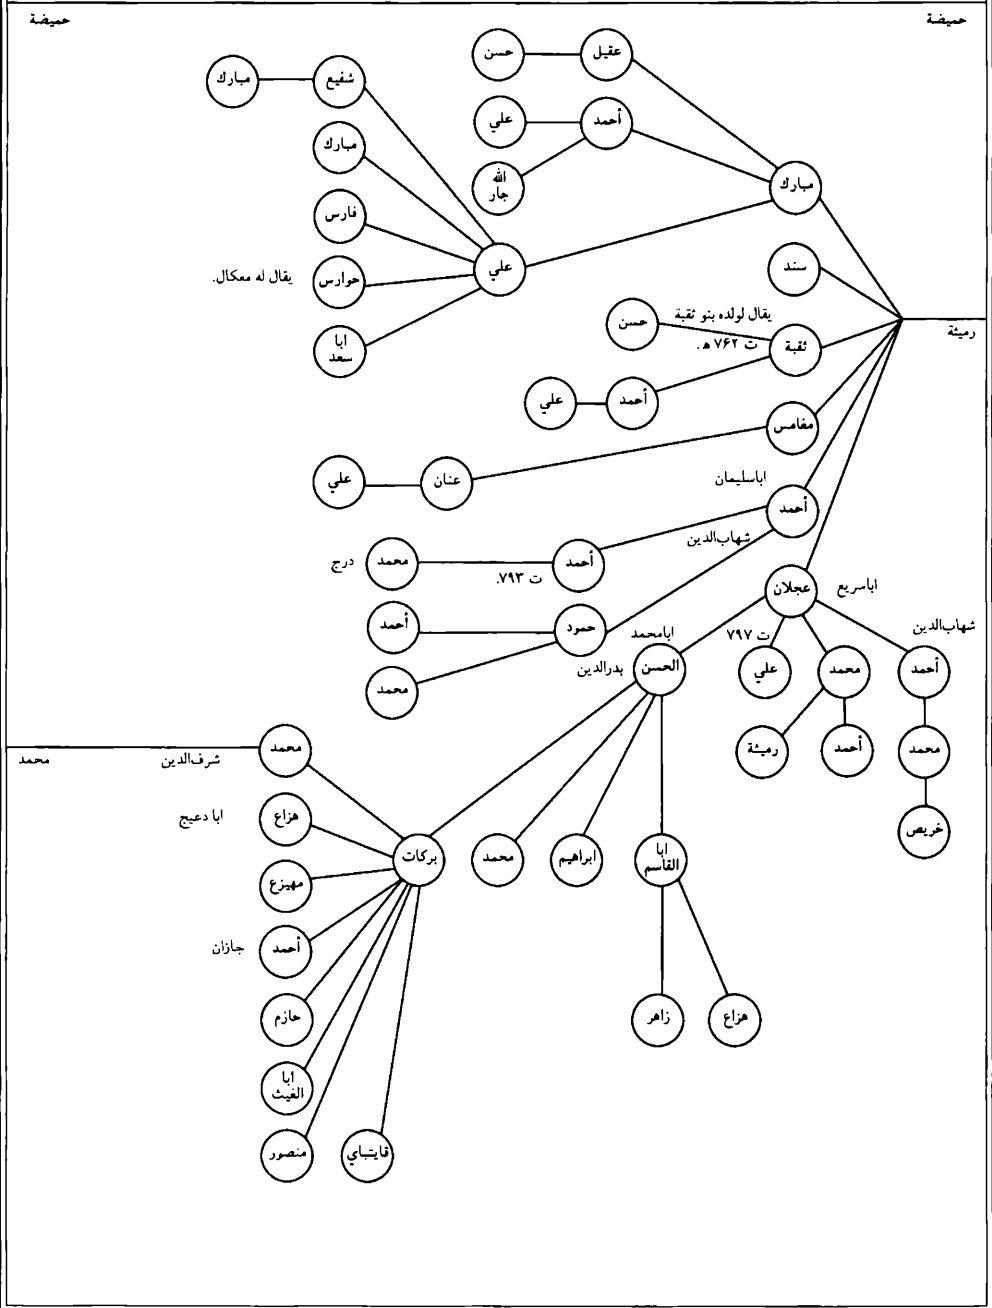 حميضة
حميضة
رميثة
مبارك
عقيل
حسن
أحمد
علي
الله
جار
علي
شفيع
مبارك
مبارك
فارس
حوارس
يقال له معكال.
ابا
سعد
سند
ثقبة
يقال لولده بنو ثقبة
ت ٧٦٢ ه.
حسن
أحمد
علي
مغامس
عنان
علي
أحمد
اباسليمان
شهاب‌الدين
أحمد
ت ٧٩٣.
محمد
درج
حمود
أحمد
محمد
عجلان
اباسريع
شهاب‌الدين
أحمد
محمد
خريص
محمد
أحمد
رميثة
ت ٧٩٧
علي
ابامحمد
الحسن
بدرالدين
ابا
القاسم
هزاع
زاهر
ابراهيم
محمد
بركات
محمد
شرف‌الدين
محمد
هزاع
ابا دعيج
مهيزع
أحمد
جازان
حازم
ابا
الغيث
منصور
قايتباي